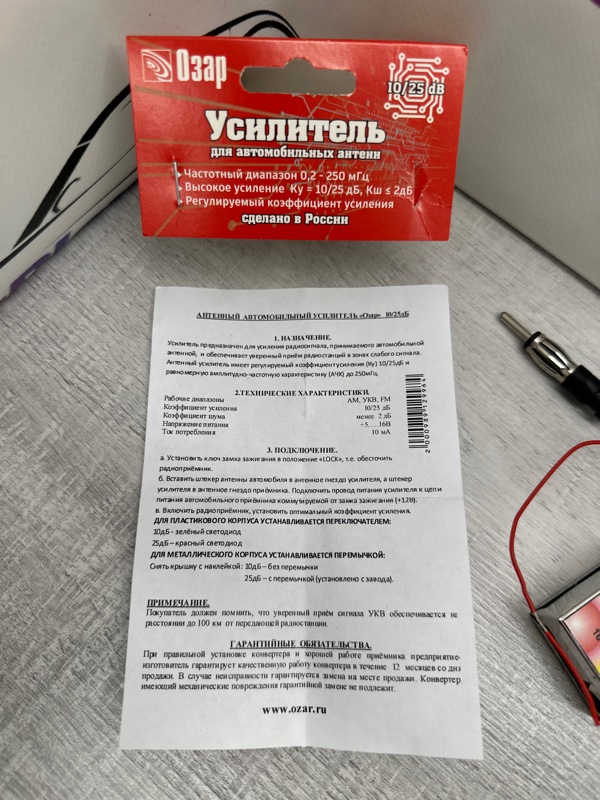 Озар
10/25 dB
Усилитель
для автомобильных антенн
Частотный диапазон 0,2 - 250 мГц
Высокое усиление Ку = 10/25 дБ, Кш ≤ 2дБ
Регулируемый коэффициент усиления
сделано в России
АНТЕННЫЙ АВТОМОБИЛЬНЫЙ УСИЛИТЕЛЬ «Озар» 10/25дБ
1. НАЗНАЧЕНИЕ.
Усилитель предназначен для усиления радиосигнала, принимаемого автомобильной
антенной, и обеспечивает уверенный приём радиостанций в зонах слабого сигнала.
Антенный усилитель имеет регулируемый коэффициент усиления (Ку) 10/25дБ и
равномерную амплитудно-частотную характеристику (АЧХ) до 250мГц.
2.ТЕХНИЧЕСКИЕ ХАРАКТЕРИСТИКИ.
Рабочие диапазоны АМ, УКВ, FM
Коэффициент усиления 10/25 дБ
Коэффициент шума менее 2 дБ
Напряжение питания +5.....16В
Ток потребления 10 мА
2 000989 129964
3. ПОДКЛЮЧЕНИЕ.
а. Установить ключ замка зажигания в положение «LOCK», т.е. обесточить
радиоприёмник.
б. Вставить штекер антенны автомобиля в антенное гнездо усилителя, а штекер
усилителя в антенное гнездо приёмника. Подключить провод питания усилителя к цепи
питания автомобильного приёмника коммутируемой от замка зажигания (+12В).
в. Включить радиоприёмник, установить оптимальный коэффициент усиления.
ДЛЯ ПЛАСТИКОВОГО КОРПУСА УСТАНАВЛИВАЕТСЯ ПЕРЕКЛЮЧАТЕЛЕМ:
10дБ - зелёный светодиод
25дБ – красный светодиод
ДЛЯ МЕТАЛЛИЧЕСКОГО КОРПУСА УСТАНАВЛИВАЕТСЯ ПЕРЕМЫЧКОЙ:
Снять крышку с наклейкой: 10дБ – без перемычки
25дБ – с перемычкой (установлено с завода).
ПРИМЕЧАНИЕ.
Покупатель должен помнить, что уверенный приём сигнала УКВ обеспечивается на
расстоянии до 100 км от передающей радиостанции.
ГАРАНТИЙНЫЕ ОБЯЗАТЕЛЬСТВА.
При правильной установке конвертера и хорошей работе приёмника предприятие-
изготовитель гарантирует качественную работу конвертера в течение 12 месяцев со дня
продажи. В случае неисправности гарантируется замена на месте продажи. Конвертер
имеющий механические повреждения гарантийной замене не подлежит.
www.ozar.ru